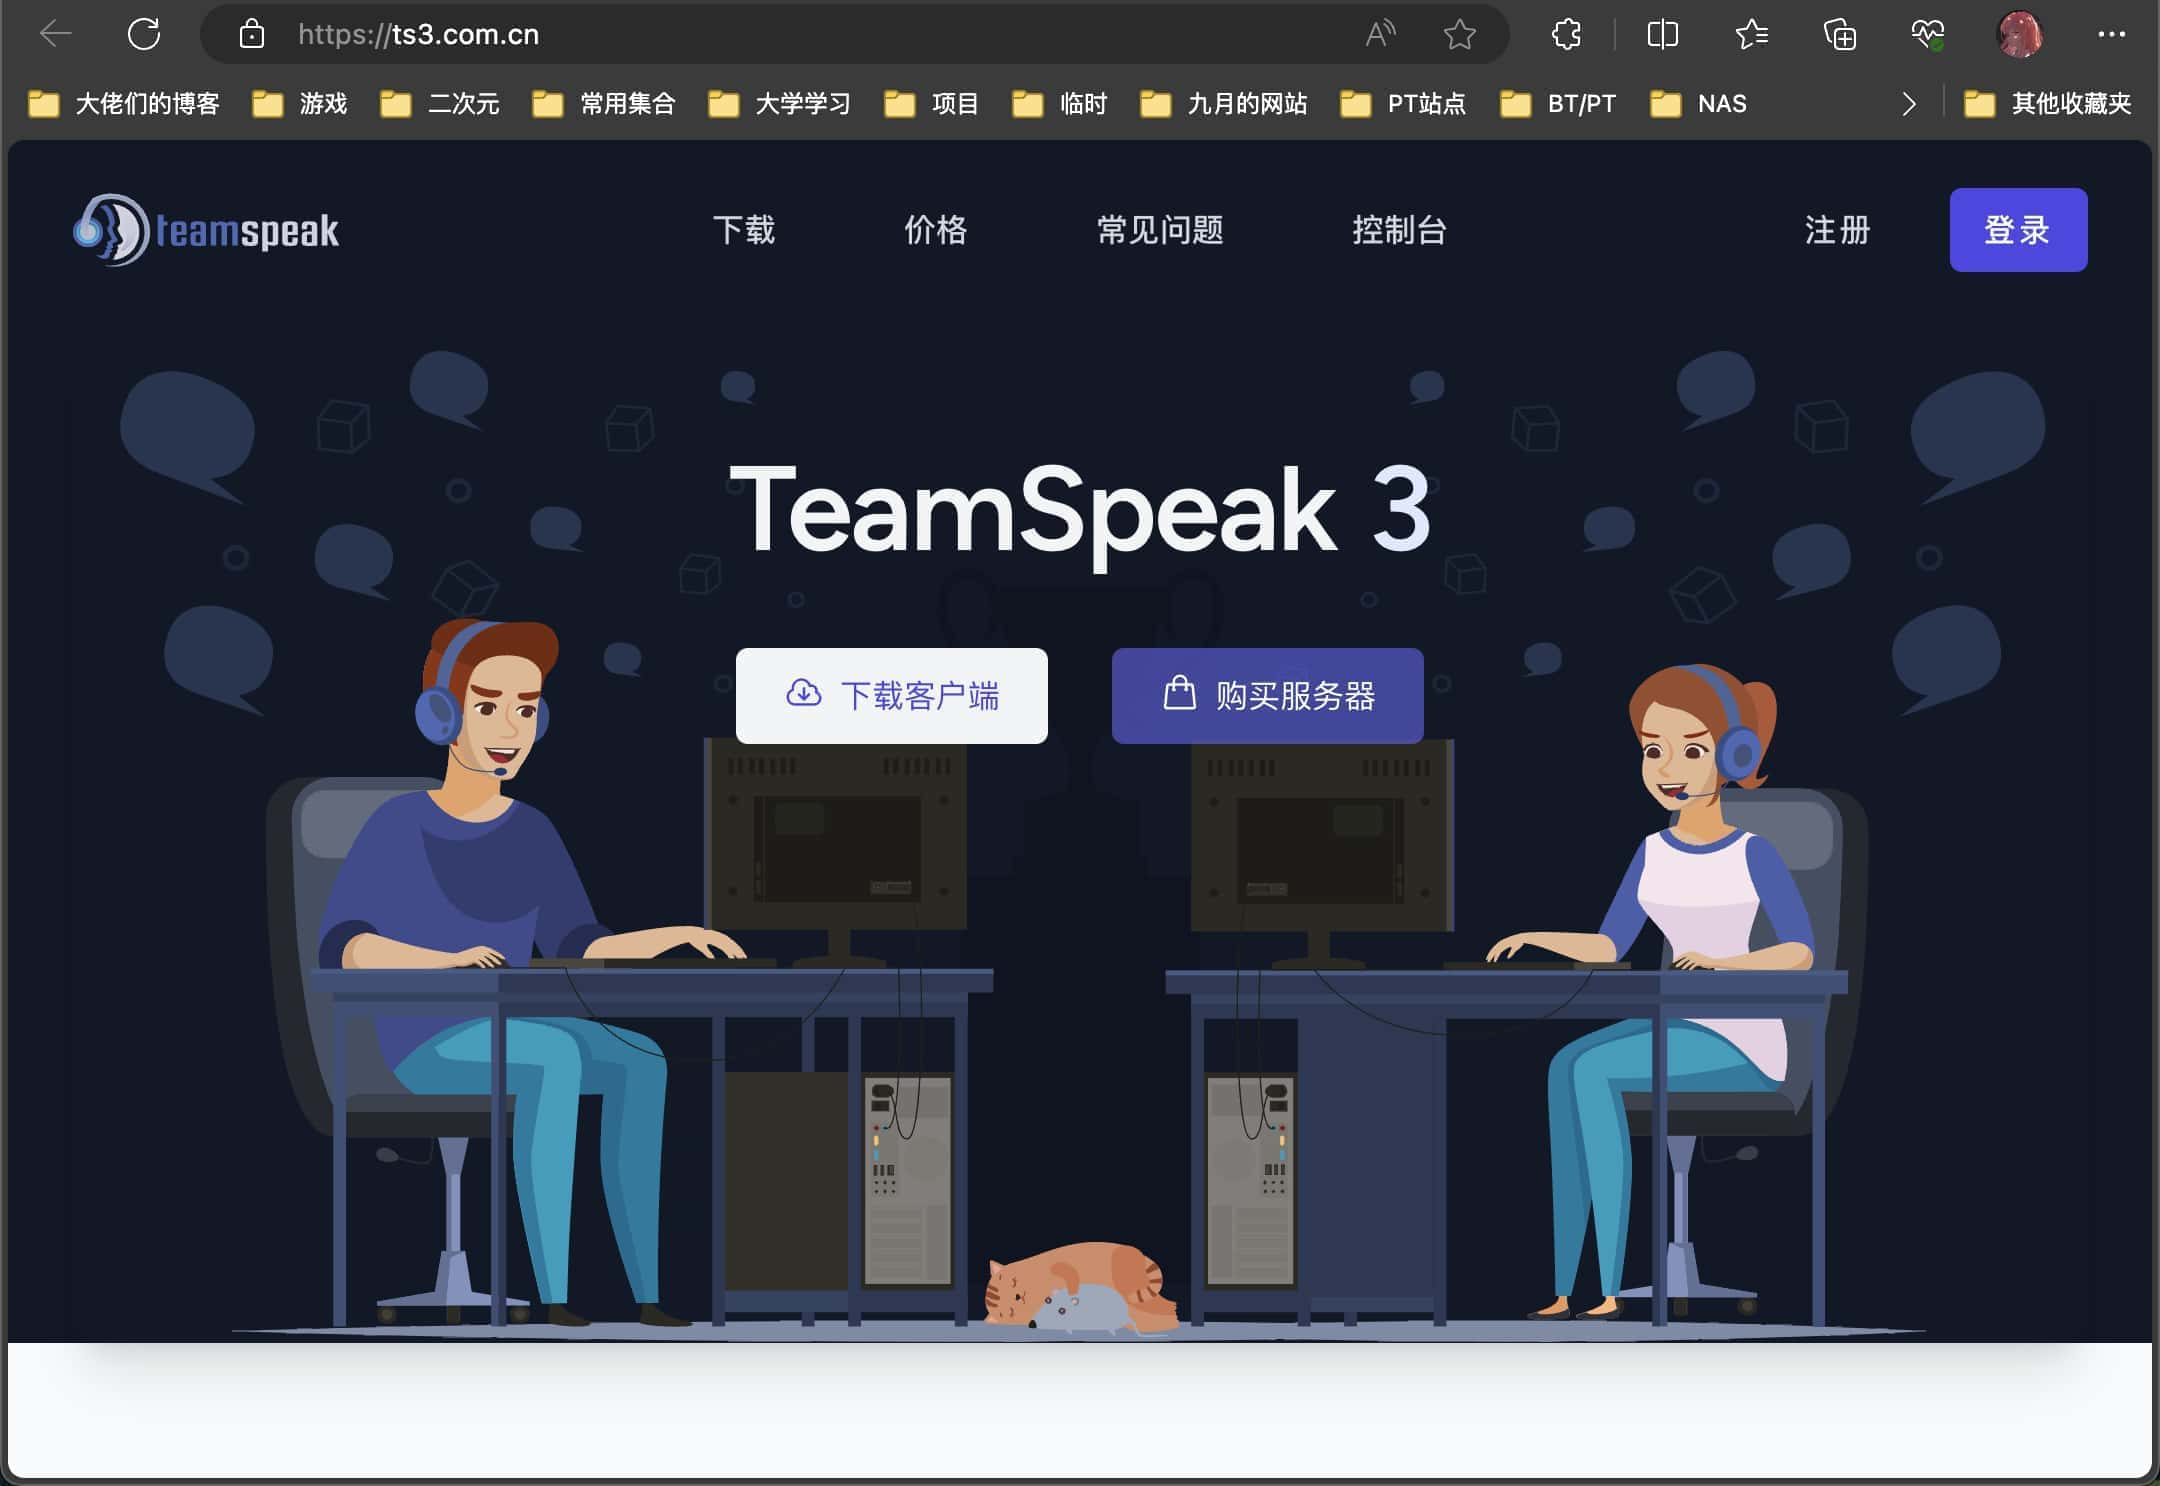 https://ts3.com.cn
大佬们的博客 游戏 二次元 常用集合 大学学习 项目 临时 九月的网站 PT站点 BT/PT NAS 其他收藏夹
teamspeak 下载 价格 常见问题 控制台 注册 登录
TeamSpeak 3
下载客户端 购买服务器